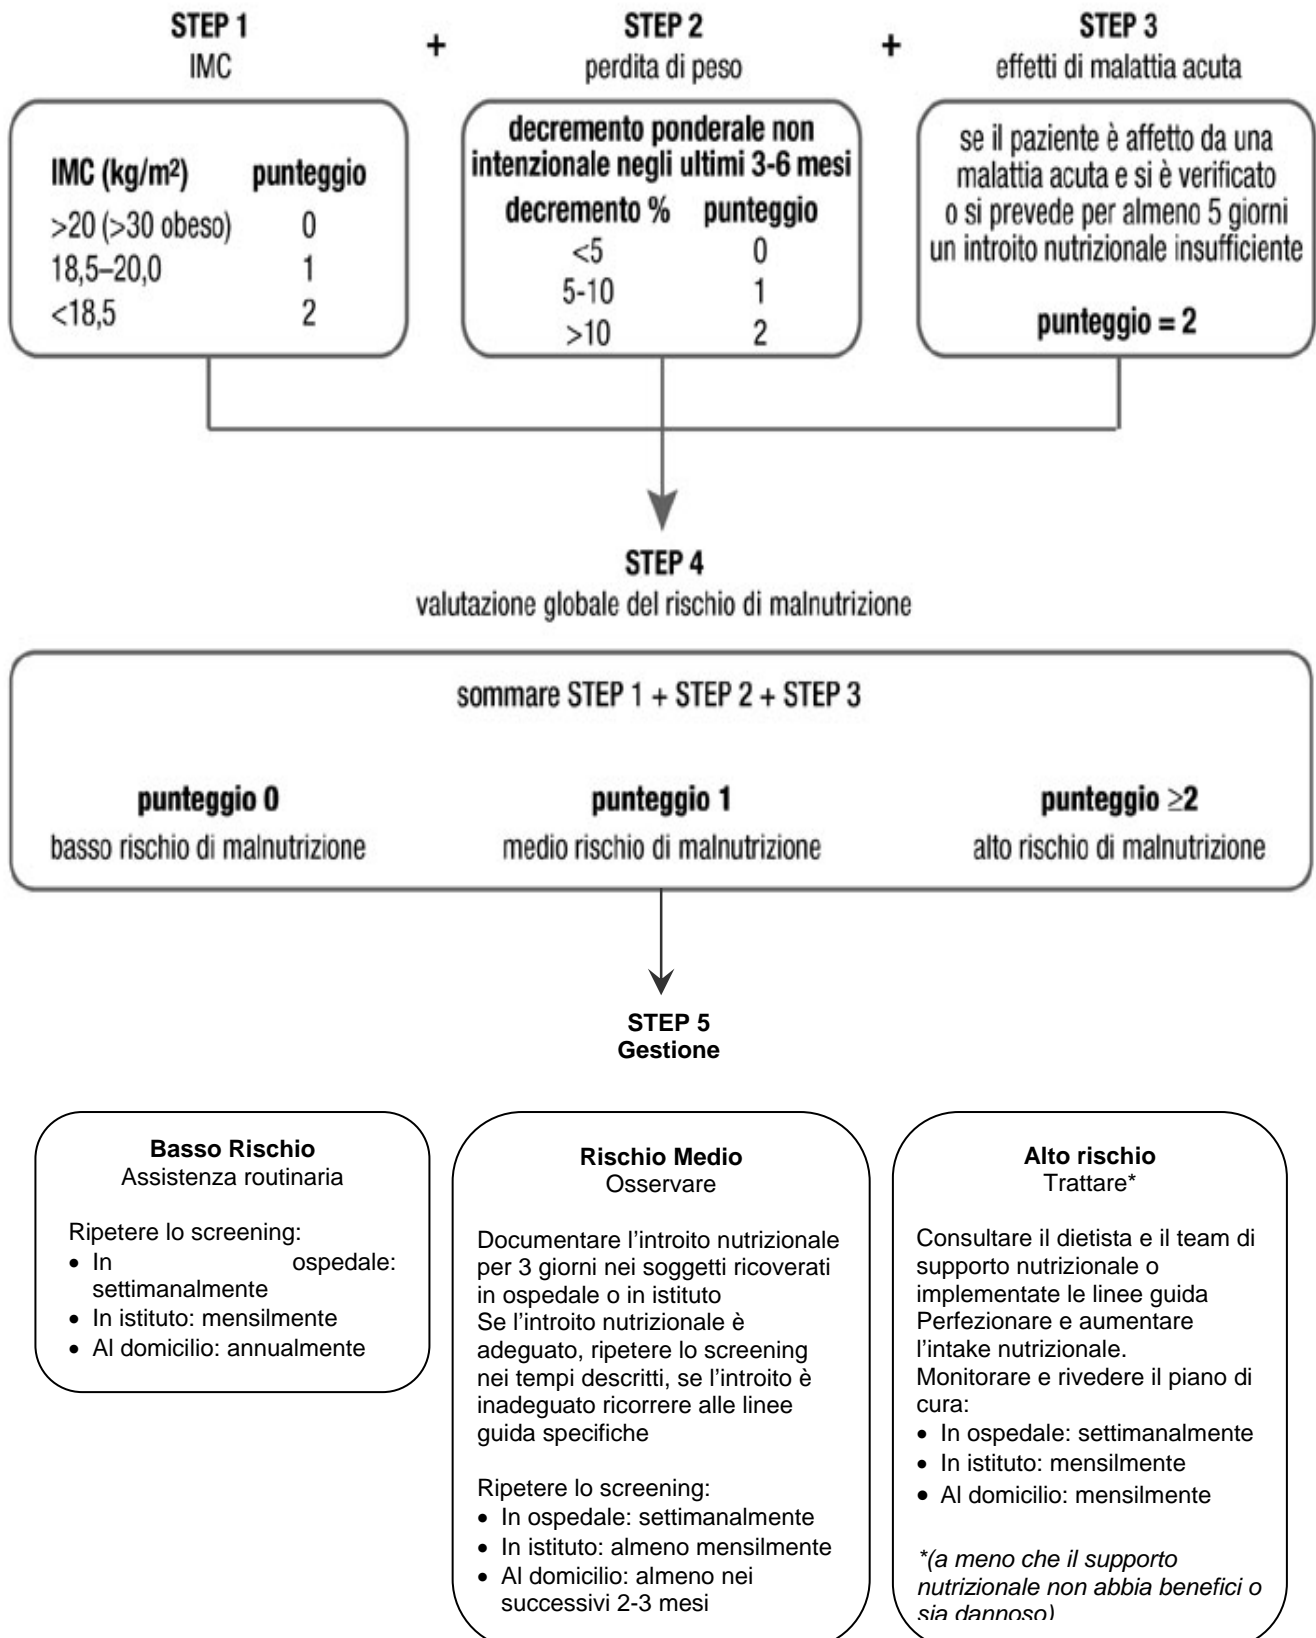 STEP 1
IMC
+
STEP 2
perdita di peso
+
STEP 3
effetti di malattia acuta
IMC (kg/m²) punteggio
>20 (>30 obeso) 0
18,5–20,0 1
<18,5 2
decremento ponderale non
intenzionale negli ultimi 3-6 mesi
decremento % punteggio
<5 0
5-10 1
>10 2
se il paziente è affetto da una
malattia acuta e si è verificato
o si prevede per almeno 5 giorni
un introito nutrizionale insufficiente
punteggio = 2
STEP 4
valutazione globale del rischio di malnutrizione
sommare STEP 1 + STEP 2 + STEP 3
punteggio 0
basso rischio di malnutrizione
punteggio 1
medio rischio di malnutrizione
punteggio ≥2
alto rischio di malnutrizione
STEP 5
Gestione
Basso Rischio
Assistenza routinaria
Ripetere lo screening:
• In ospedale:
settimanalmente
• In istituto: mensilmente
• Al domicilio: annualmente
Rischio Medio
Osservare
Documentare l’introito nutrizionale
per 3 giorni nei soggetti ricoverati
in ospedale o in istituto
Se l’introito nutrizionale è
adeguato, ripetere lo screening
nei tempi descritti, se l’introito è
inadeguato ricorrere alle linee
guida specifiche
Ripetere lo screening:
• In ospedale: settimanalmente
• In istituto: almeno mensilmente
• Al domicilio: almeno nei
successivi 2-3 mesi
Alto rischio
Trattare*
Consultare il dietista e il team di
supporto nutrizionale o
implementate le linee guida
Perfezionare e aumentare
l’intake nutrizionale.
Monitorare e rivedere il piano di
cura:
• In ospedale: settimanalmente
• In istituto: mensilmente
• Al domicilio: mensilmente
*(a meno che il supporto
nutrizionale non abbia benefici o
sia dannoso)